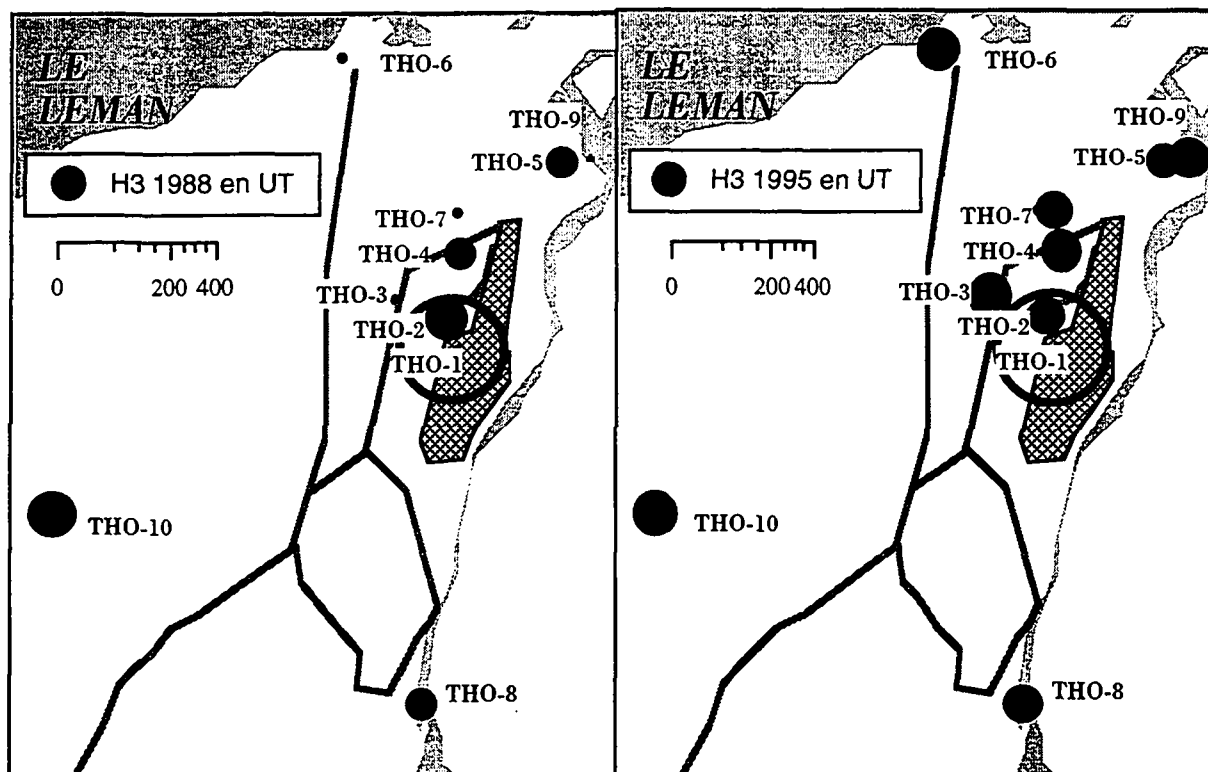 LE
LEMAN
THO-6
THO-9
THO-5
H3 1988 en UT
THO-7
0
200
400
THO-4
THO-3
THO-2
THO-1
THO-10
THO-8
LE
LEMAN
THO-6
THO-9
THO-5
H3 1995 en UT
THO-7
0
200
400
THO-4
THO-3
THO-2
THO-1
THO-10
THO-8